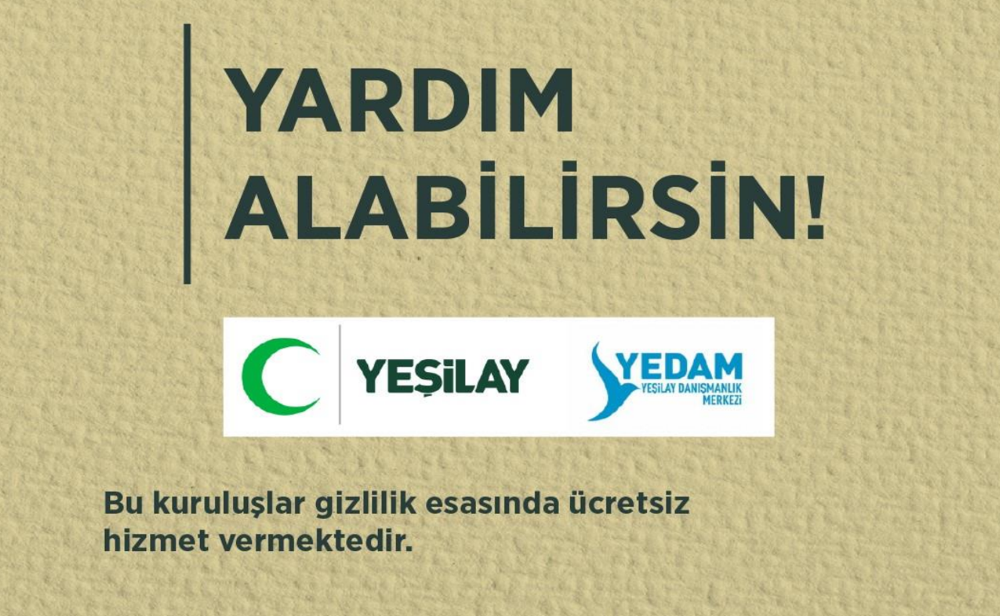 YARDIM
ALABİLİRSİN!
YEŞİLAY
YEDAM
YEŞİLAY DANIŞMANLIK
MERKEZİ
Bu kuruluşlar gizlilik esasında ücretsiz
hizmet vermektedir.